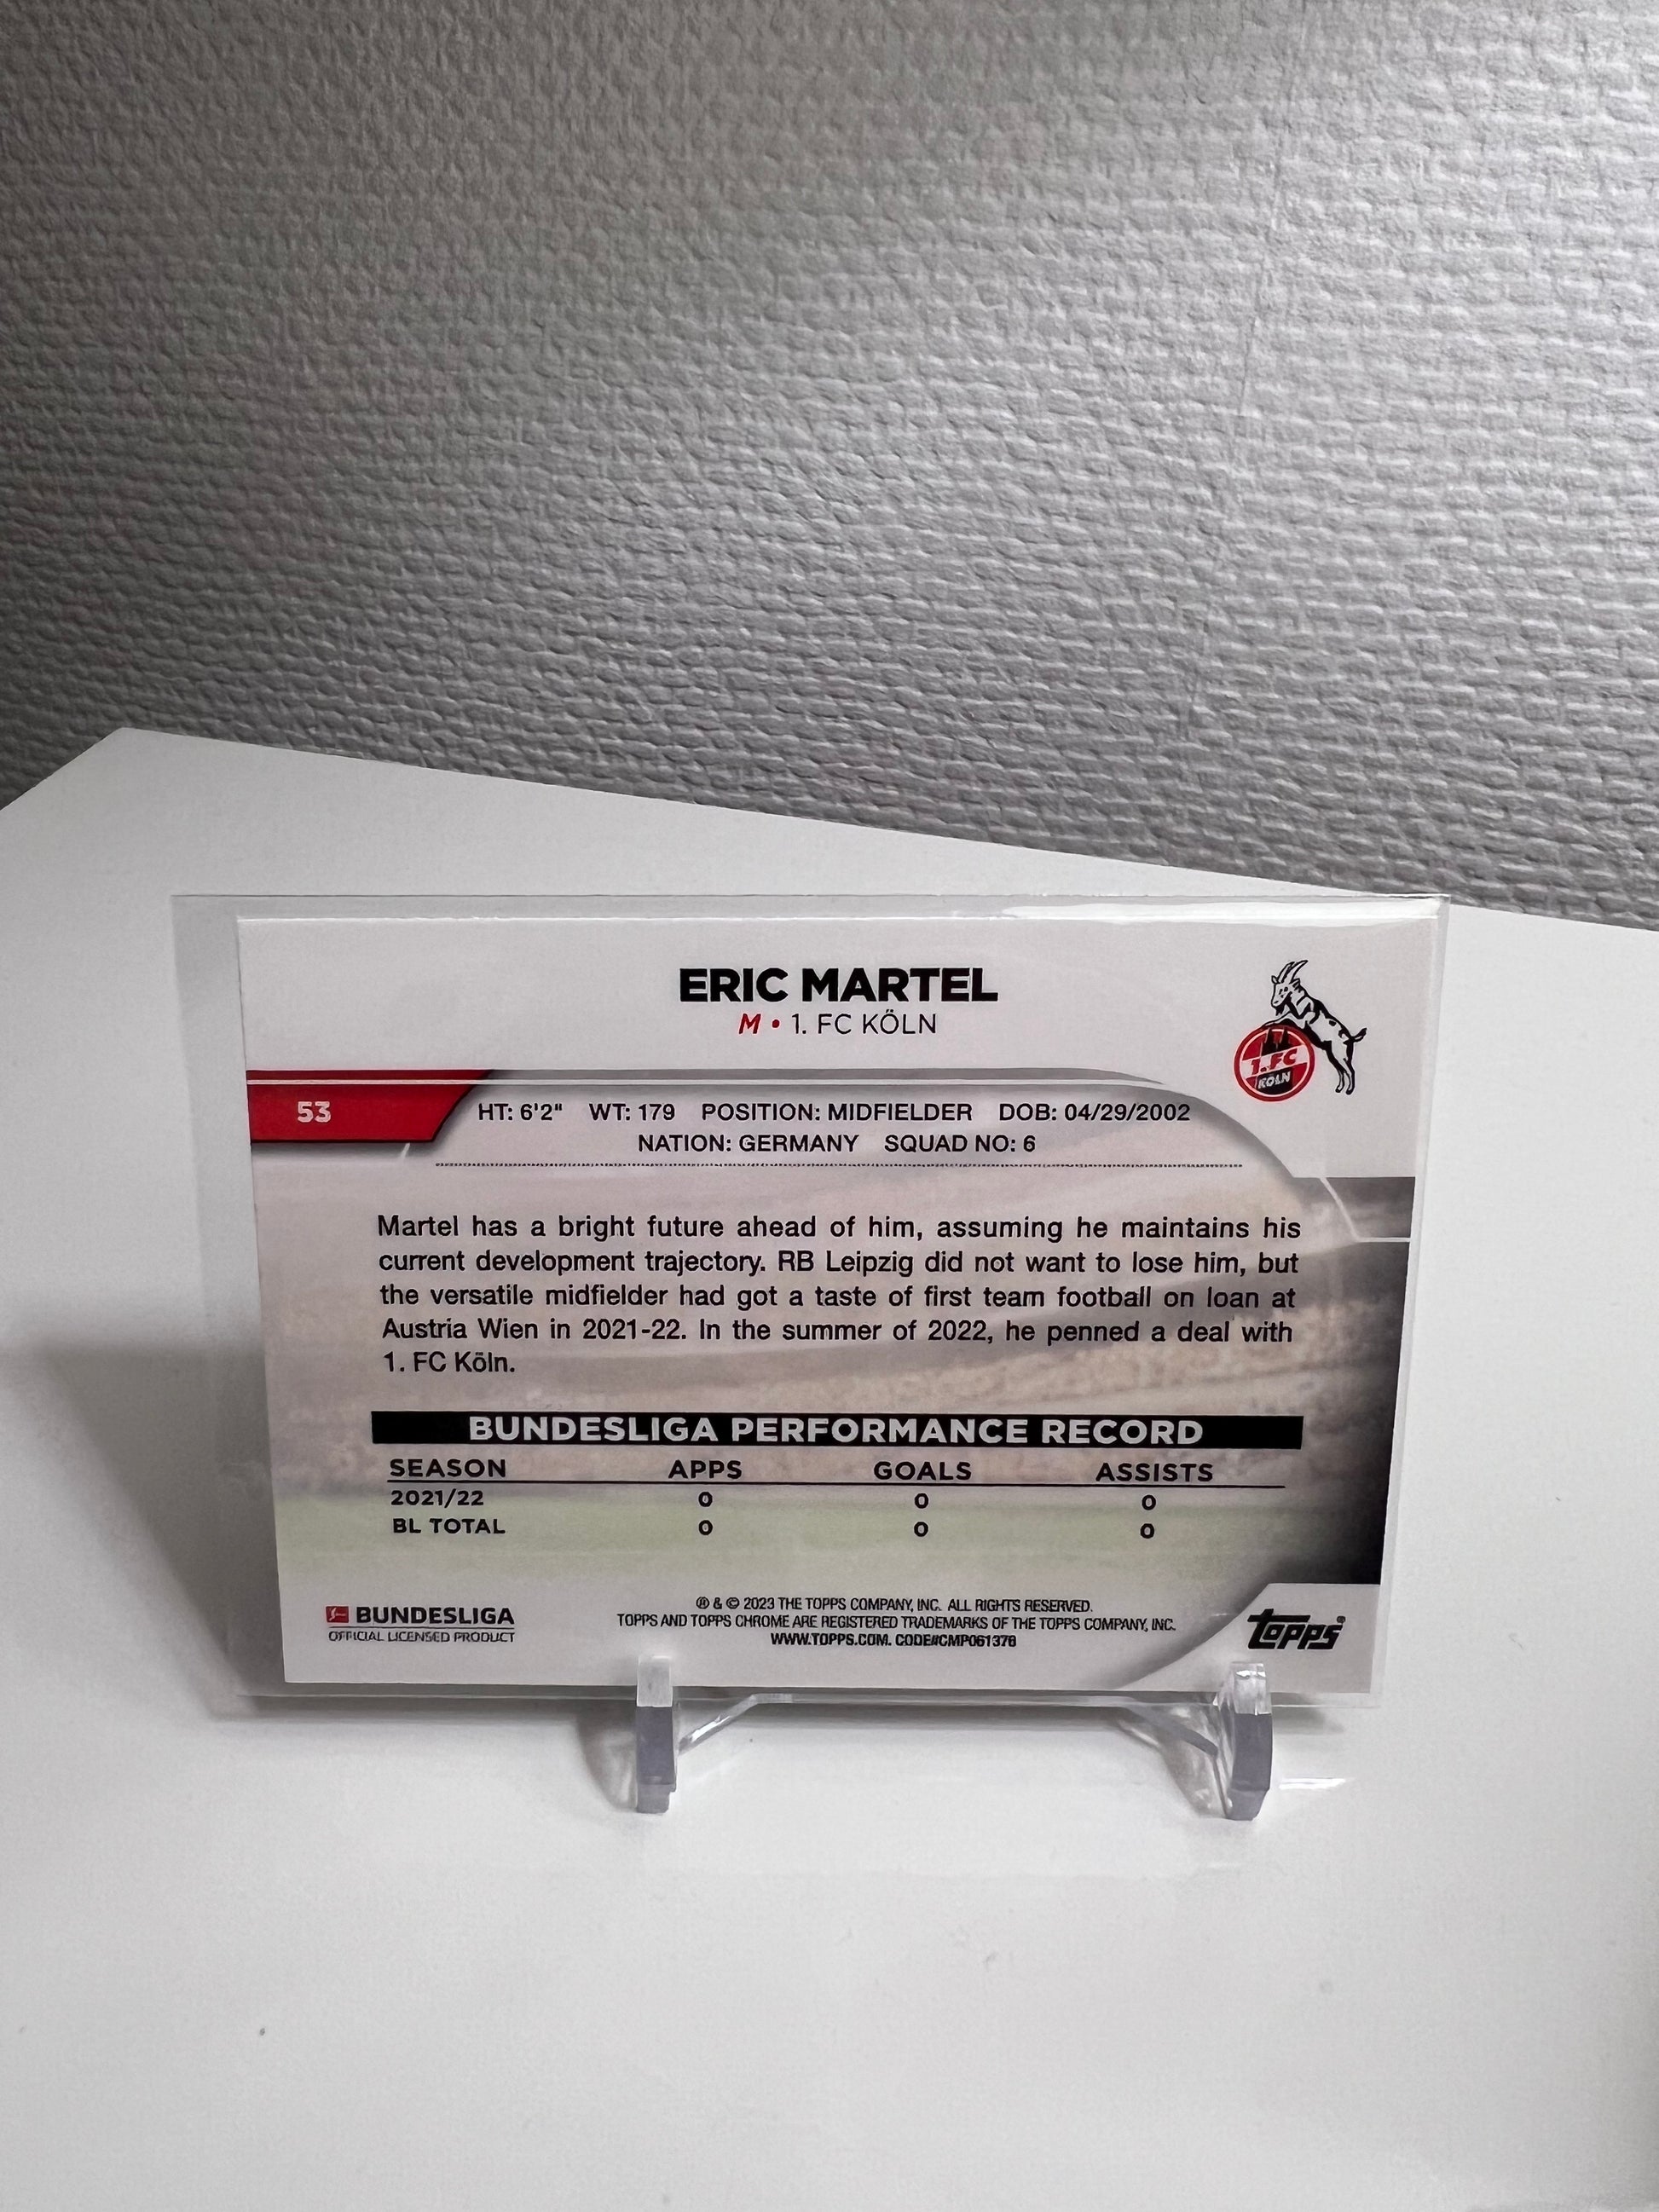 ERIC MARTEL
M • 1. FC KÖLN
1. FC
KÖLN
53
HT: 6'2" WT: 179 POSITION: MIDFIELDER DOB: 04/29/2002
NATION: GERMANY SQUAD NO: 6
Martel has a bright future ahead of him, assuming he maintains his
current development trajectory. RB Leipzig did not want to lose him, but
the versatile midfielder had got a taste of first team football on loan at
Austria Wien in 2021-22. In the summer of 2022, he penned a deal with
1. FC Köln.
BUNDESLIGA PERFORMANCE RECORD
SEASON APPS GOALS ASSISTS
2021/22 0 0 0
BL TOTAL 0 0 0
BUNDESLIGA
OFFICIAL LICENSED PRODUCT
® & © 2023 THE TOPPS COMPANY, INC. ALL RIGHTS RESERVED.
TOPPS AND TOPPS CHROME ARE REGISTERED TRADEMARKS OF THE TOPPS COMPANY, INC.
WWW.TOPPS.COM. CODE#CMP061376
topps®